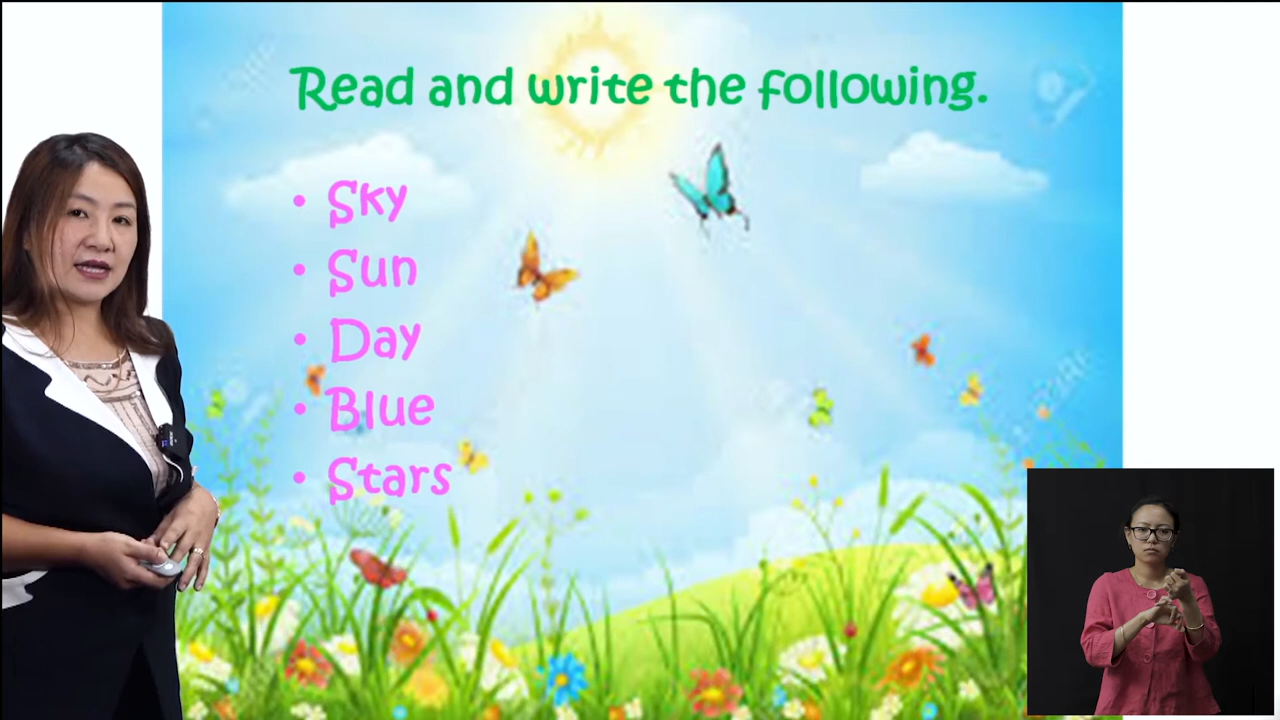 Read and write the following.
• Sky
• Sun
• Day
• Blue
• Stars